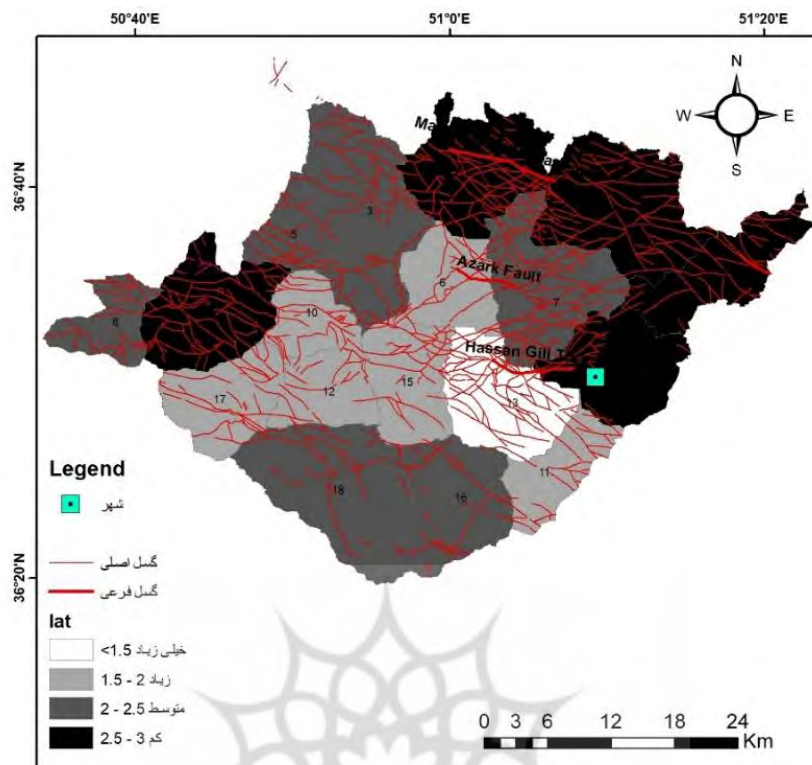 50°40'E 51°0'E 51°20'E
N
W E
S
Ma
36°40'N
3
5
Azark Fault
6
7
8
10
Hassan Gill T
15
13
12
17
11
18
16
36°20'N
Legend
شهر
گسل اصلی
گسل فرعی
lat
خیلی زیاد 1.5>
زیاد 2 - 1.5
متوسط 2.5 - 2
کم 3 - 2.5
0 3 6 12 18 24
Km